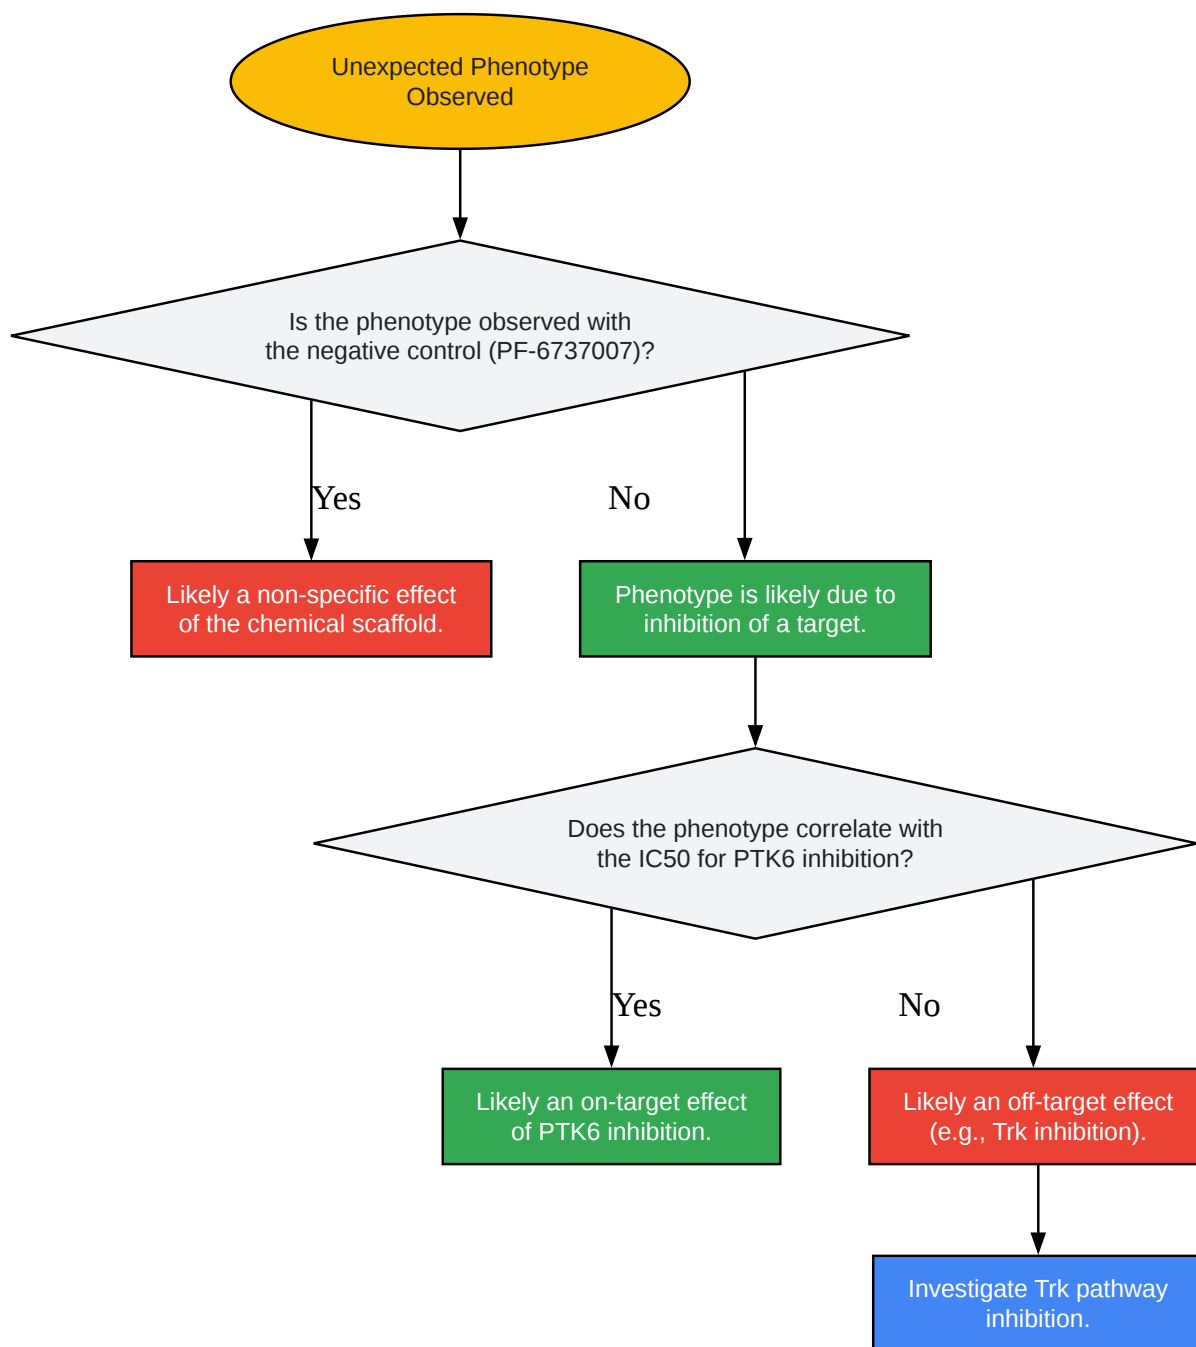 Unexpected Phenotype
Observed
Is the phenotype observed with
the negative control (PF-6737007)?
Yes
No
Likely a non-specific effect
of the chemical scaffold.
Phenotype is likely due to
inhibition of a target.
Does the phenotype correlate with
the IC50 for PTK6 inhibition?
Yes
No
Likely an on-target effect
of PTK6 inhibition.
Likely an off-target effect
(e.g., Trk inhibition).
Investigate Trk pathway
inhibition.